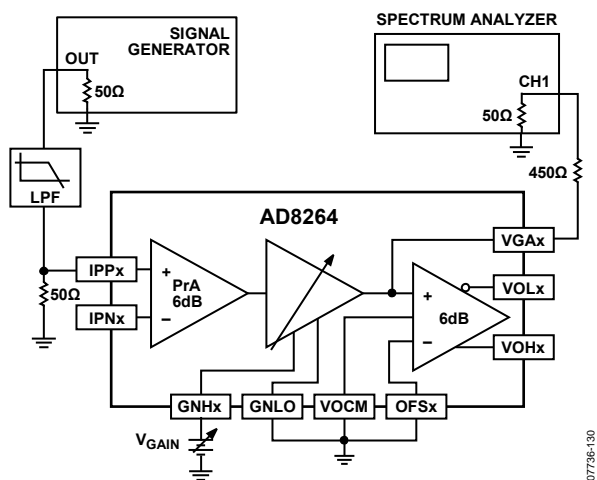 SIGNAL
GENERATOR
OUT
50Ω
SPECTRUM ANALYZER
CH1
50Ω
450Ω
LPF
50Ω
AD8264
IPPx
IPNx
+
–
PrA
6dB
+
–
6dB
VGAx
VOLx
VOHx
GNHx
GNLO
VOCM
OFSx
VGAIN
07736-130